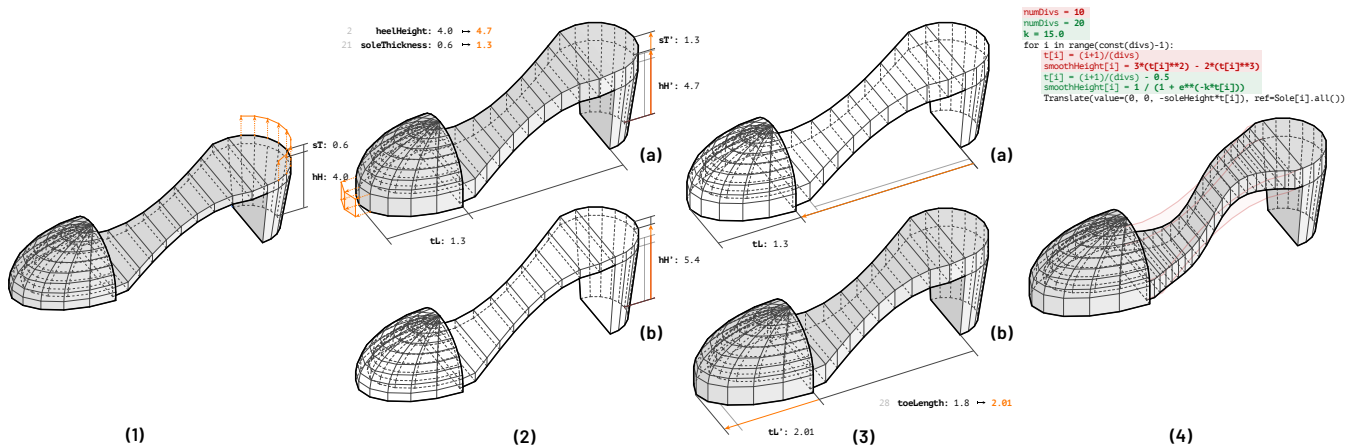 sT: 0.6
hH: 4.0
(1)
2 heelHeight: 4.0 ↦ 4.7
21 soleThickness: 0.6 ↦ 1.3
sT': 1.3
hH': 4.7
(a)
tL: 1.3
hH': 5.4
(b)
(2)
(a)
tL: 1.3
(b)
28 toeLength: 1.8 ↦ 2.01
tL': 2.01
(3)
numDivs = 10
numDivs = 20
k = 15.0
for i in range(const(divs)-1):
t[i] = (i+1)/(divs)
smoothHeight[i] = 3*(t[i]**2) - 2*(t[i]**3)
t[i] = (i+1)/(divs) - 0.5
smoothHeight[i] = 1 / (1 + e**(-k*t[i]))
Translate(value=(0, 0, -soleHeight*t[i]), ref=Sole[i].all())
(4)